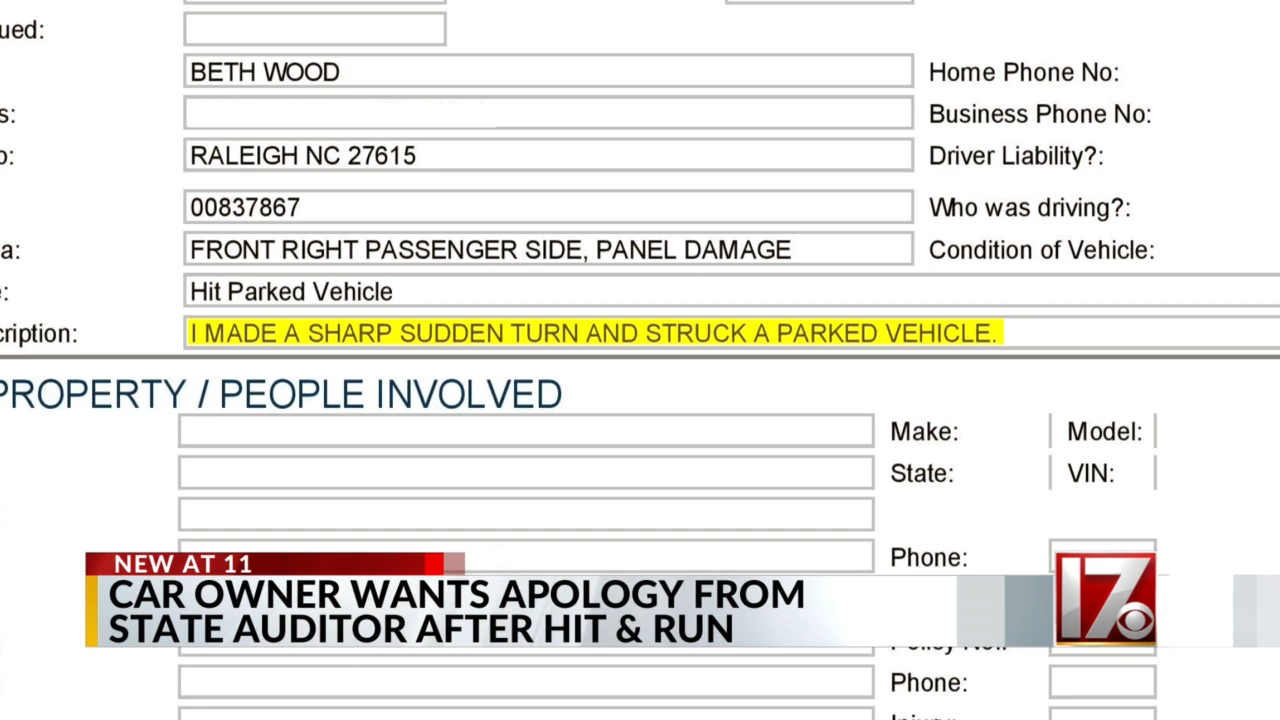 ued:
BETH WOOD Home Phone No:
s: Business Phone No:
o: RALEIGH NC 27615 Driver Liability?:
00837867 Who was driving?:
a: FRONT RIGHT PASSENGER SIDE, PANEL DAMAGE Condition of Vehicle:
e: Hit Parked Vehicle
cription: I MADE A SHARP SUDDEN TURN AND STRUCK A PARKED VEHICLE.
PROPERTY / PEOPLE INVOLVED
Make: Model:
State: VIN:
Phone:
NEW AT 11
CAR OWNER WANTS APOLOGY FROM
STATE AUDITOR AFTER HIT & RUN
17
Phone: